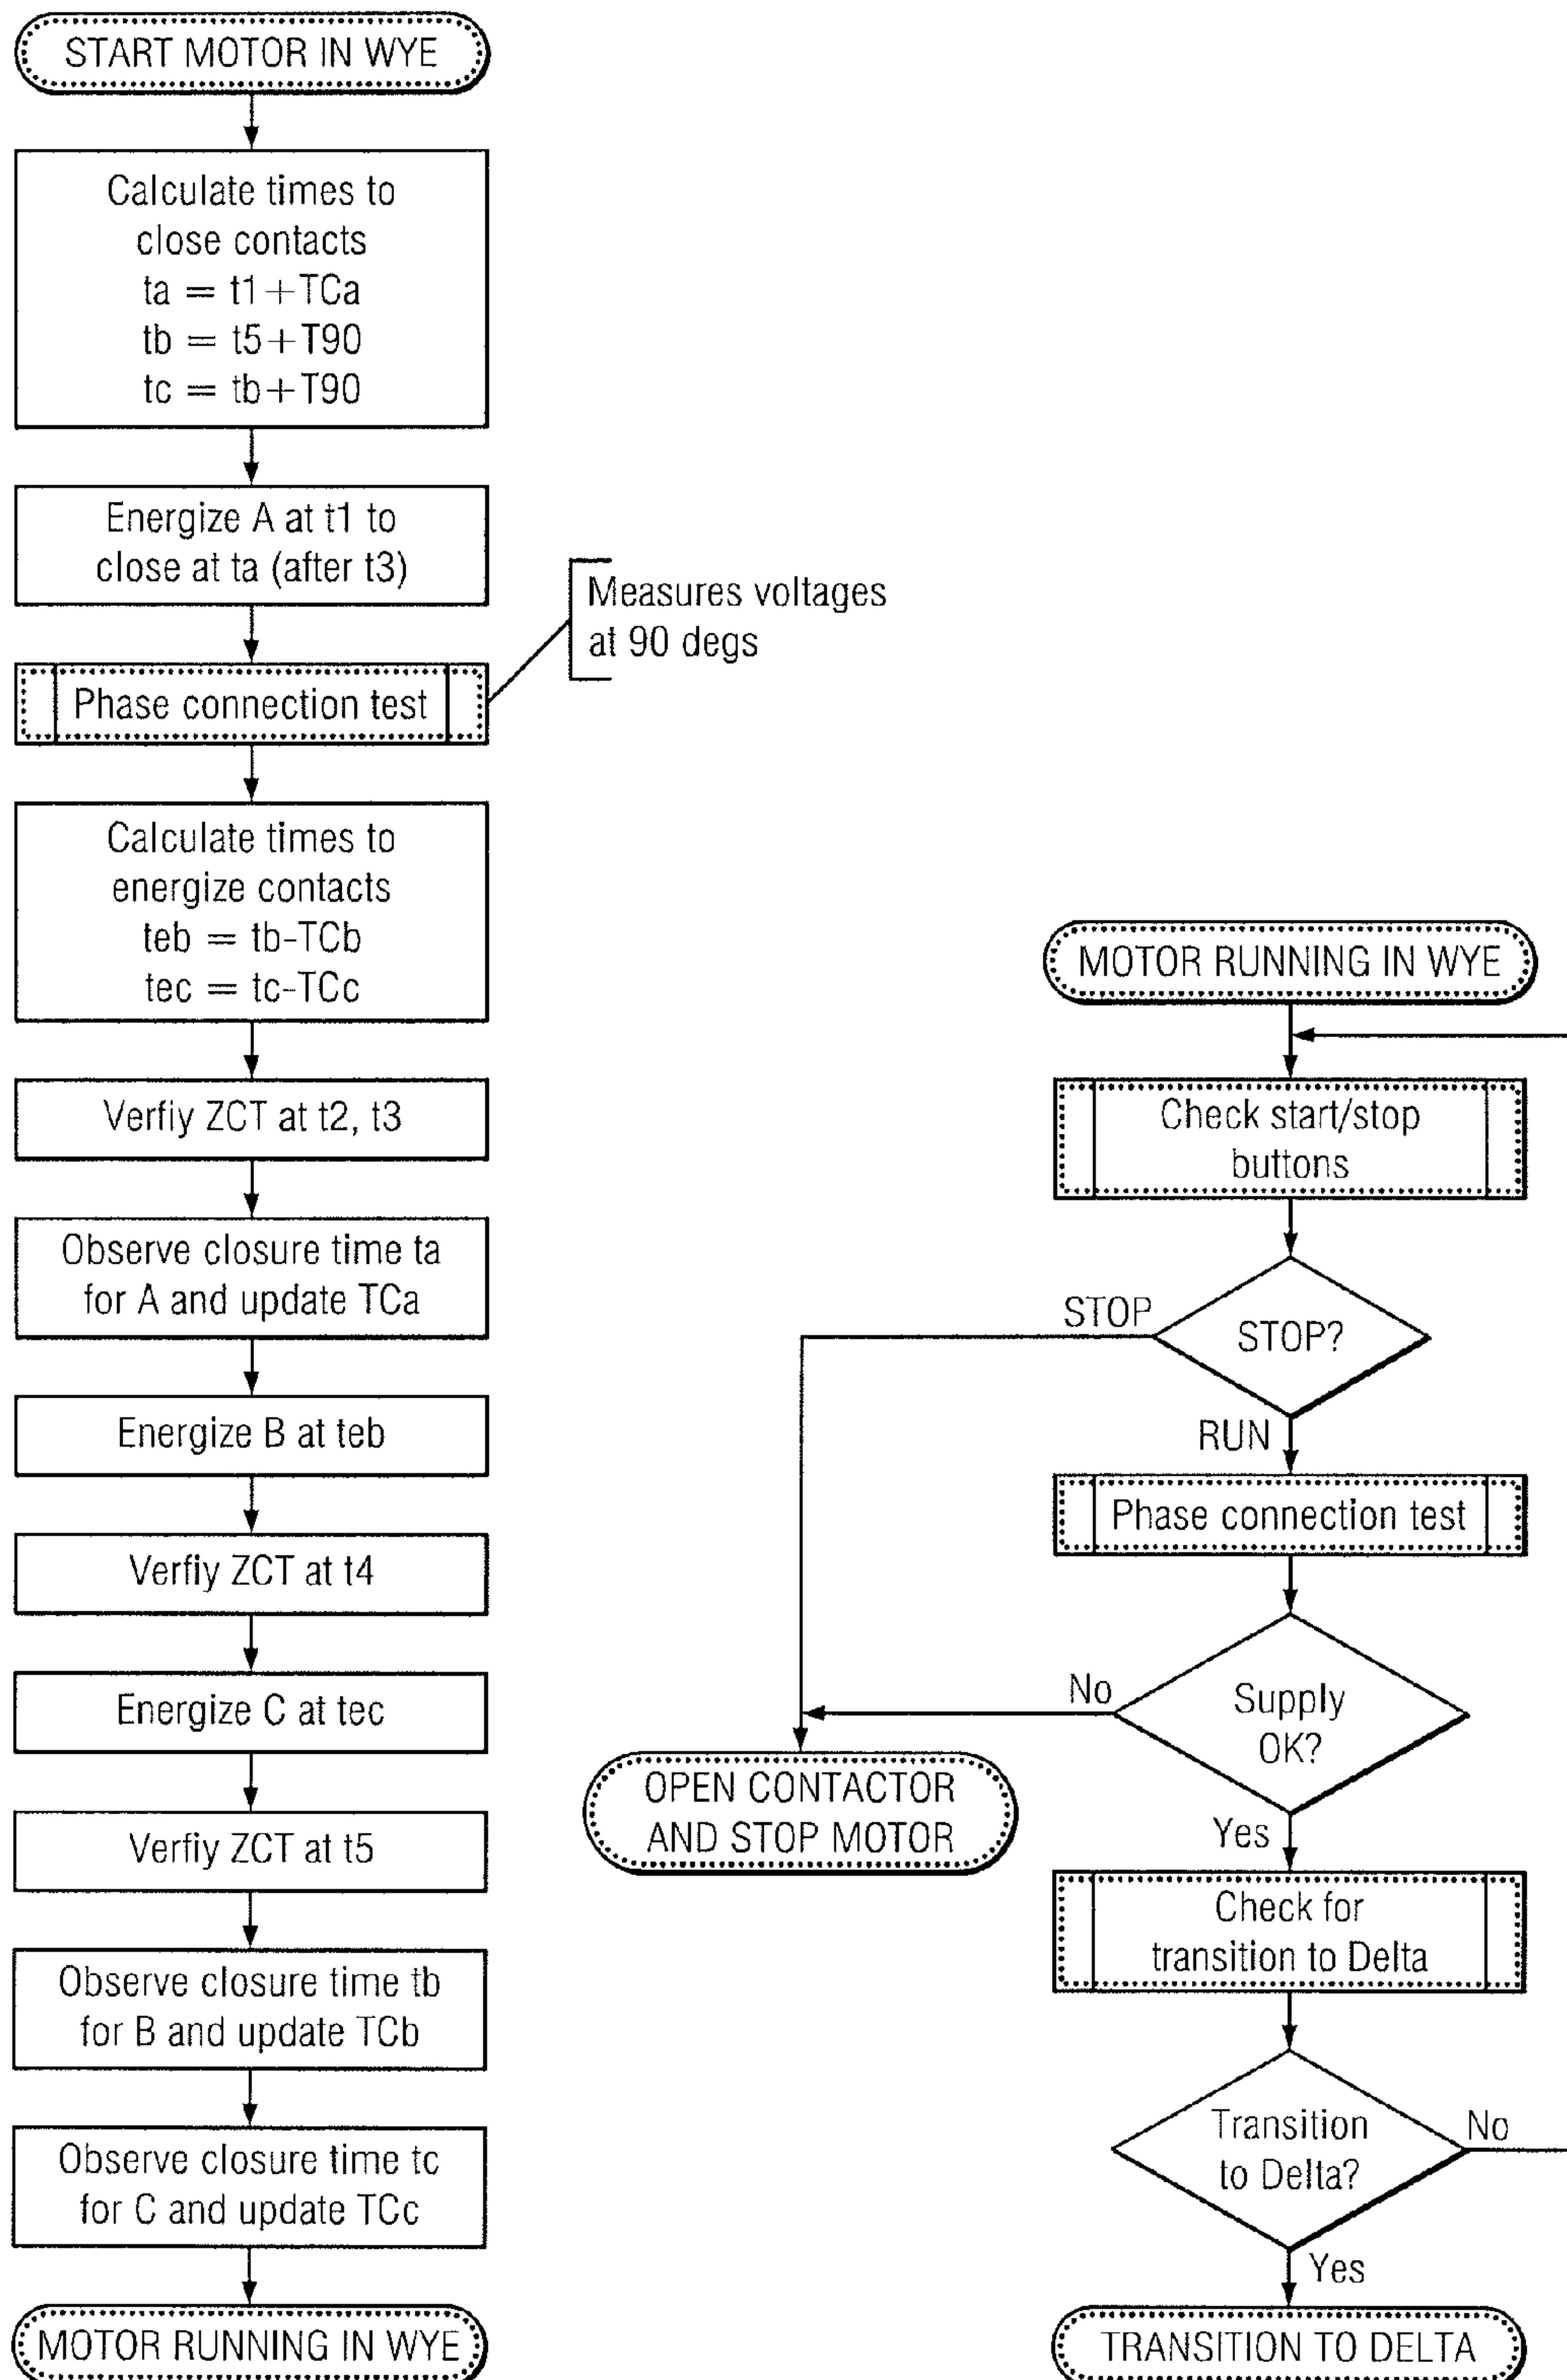 START MOTOR IN WYE
Calculate times to
close contacts
ta = t1+TCa
tb = t5+T90
tc = tb+T90
Energize A at t1 to
close at ta (after t3)
Measures voltages
at 90 degs
Phase connection test
Calculate times to
energize contacts
teb = tb-TCb
tec = tc-TCc
Verfiy ZCT at t2, t3
Observe closure time ta
for A and update TCa
Energize B at teb
Verfiy ZCT at t4
Energize C at tec
Verfiy ZCT at t5
Observe closure time tb
for B and update TCb
Observe closure time tc
for C and update TCc
MOTOR RUNNING IN WYE
MOTOR RUNNING IN WYE
Check start/stop
buttons
STOP
STOP?
RUN
Phase connection test
No
Supply
OK?
OPEN CONTACTOR
AND STOP MOTOR
Yes
Check for
transition to Delta
Transition
to Delta?
No
Yes
TRANSITION TO DELTA